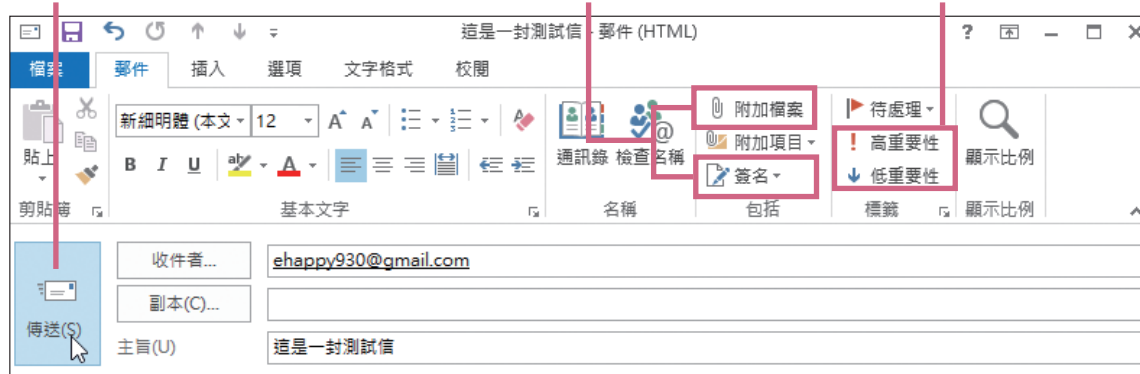 這是一封測試信 - 郵件 (HTML) ?
檔案 郵件 插入 選項 文字格式 校閱
新細明體 (本文 12 A A 附加檔案 待處理
附加項目 高重要性
貼上 B I U A 通訊錄 檢查名稱 簽名 低重要性 顯示比例
剪貼簿 基本文字 名稱 包括 標籤 顯示比例
收件者... ehappy930@gmail.com
副本(C)...
傳送(S)
主旨(U) 這是一封測試信